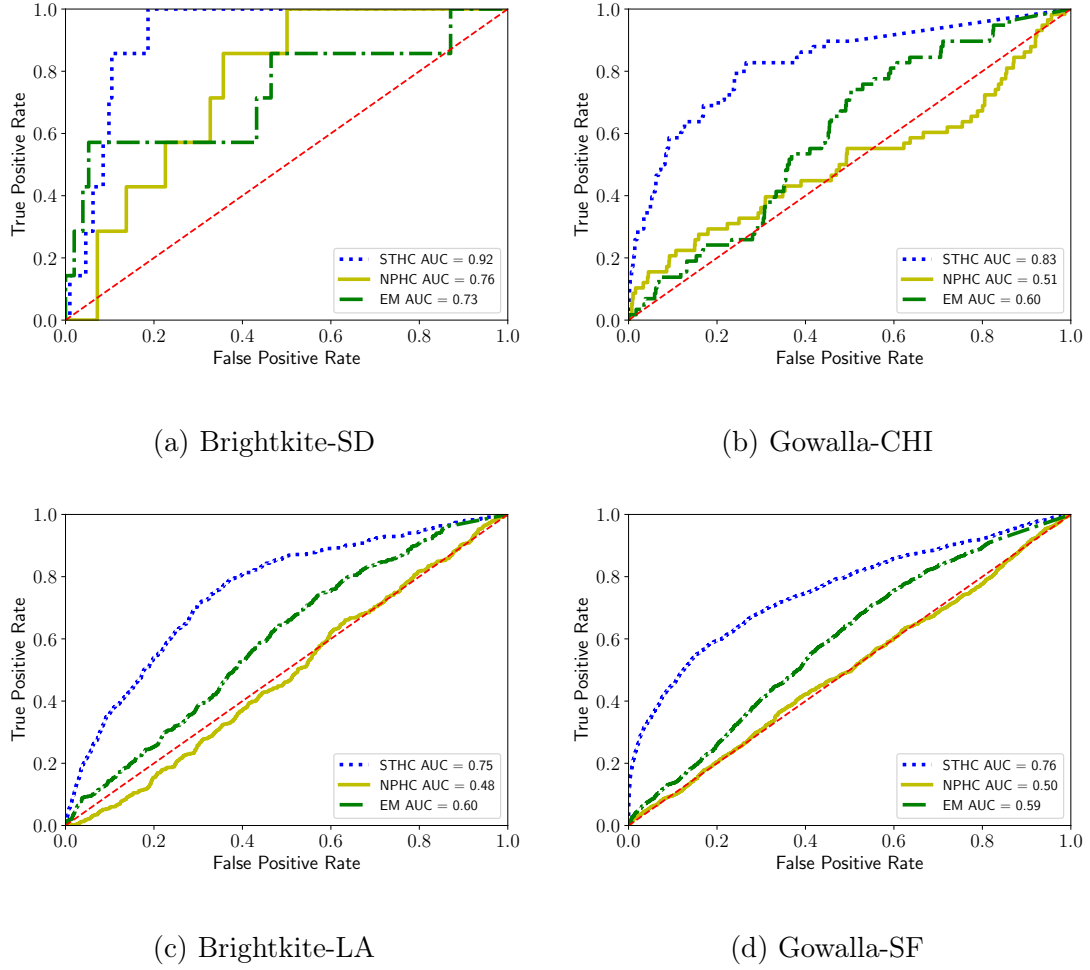 1.0
0.8
0.6
0.4
0.2
0.0
True Positive Rate
STHC AUC = 0.92
NPHC AUC = 0.76
EM AUC = 0.73
0.0 0.2 0.4 0.6 0.8 1.0
False Positive Rate
(a) Brightkite-SD
1.0
0.8
0.6
0.4
0.2
0.0
True Positive Rate
STHC AUC = 0.83
NPHC AUC = 0.51
EM AUC = 0.60
0.0 0.2 0.4 0.6 0.8 1.0
False Positive Rate
(b) Gowalla-CHI
1.0
0.8
0.6
0.4
0.2
0.0
True Positive Rate
STHC AUC = 0.75
NPHC AUC = 0.48
EM AUC = 0.60
0.0 0.2 0.4 0.6 0.8 1.0
False Positive Rate
(c) Brightkite-LA
1.0
0.8
0.6
0.4
0.2
0.0
True Positive Rate
STHC AUC = 0.76
NPHC AUC = 0.50
EM AUC = 0.59
0.0 0.2 0.4 0.6 0.8 1.0
False Positive Rate
(d) Gowalla-SF